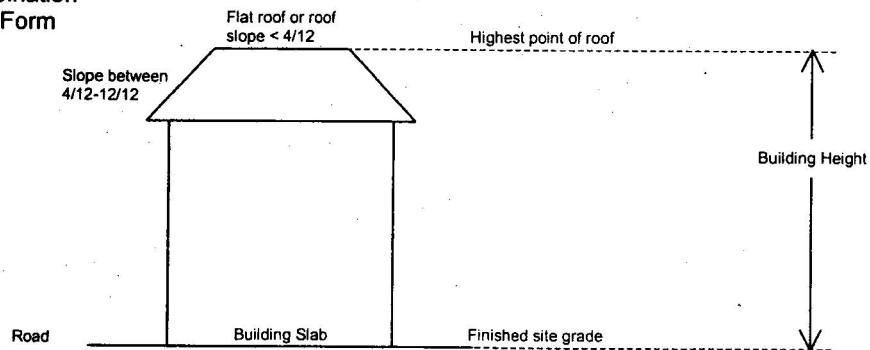 Form
Flat roof or roof
slope < 4/12
Highest point of roof
Slope between
4/12-12/12
Building Height
Road
Building Slab
Finished site grade